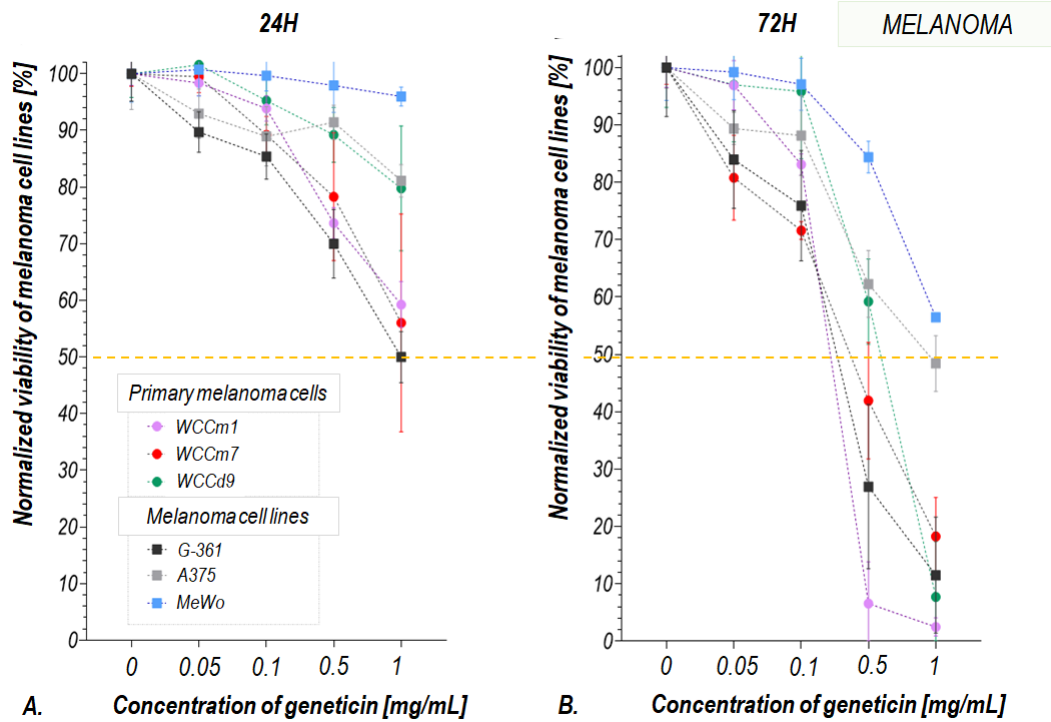 24H
72H
MELANOMA
Normalized viability of melanoma cell lines [%]
100
90
80
70
60
50
40
30
20
10
0
Primary melanoma cells
WCCm1
WCCm7
WCCd9
Melanoma cell lines
G-361
A375
MeWo
0 0.05 0.1 0.5 1
A. Concentration of geneticin [mg/mL]
Normalized viability of melanoma cell lines [%]
100
90
80
70
60
50
40
30
20
10
0
0 0.05 0.1 0.5 1
B. Concentration of geneticin [mg/mL]